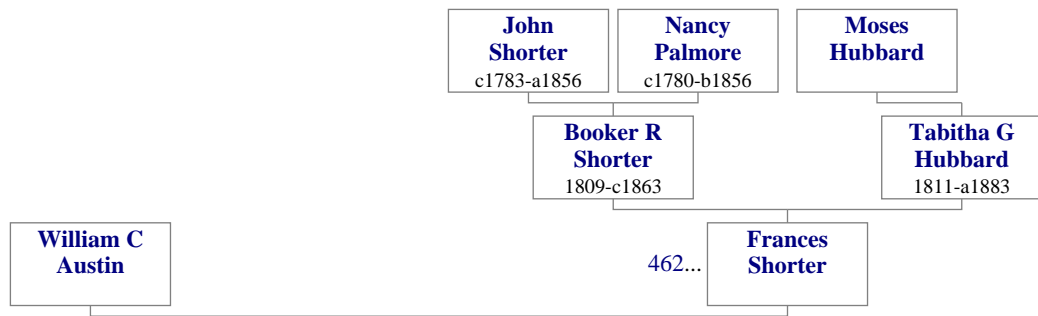 John
Shorter
c1783-a1856
Nancy
Palmore
c1780-b1856
Moses
Hubbard
Booker R
Shorter
1809-c1863
Tabitha G
Hubbard
1811-a1883
William C
Austin
462...
Frances
Shorter